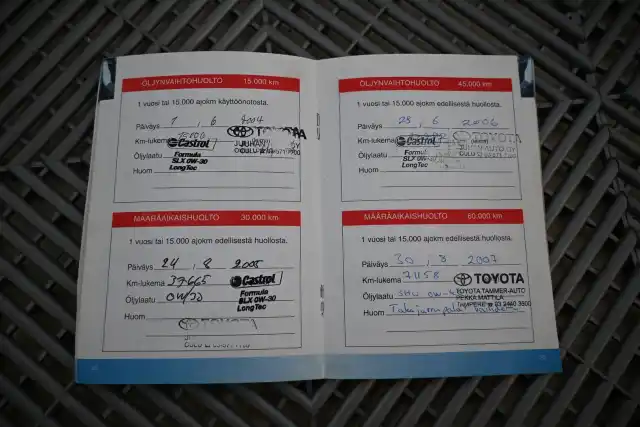 ÖLJYNVAIHTOHUOLTO 15.000 km
1 vuosi tai 15.000 ajokm käyttöönotosta.
Päiväys 1 , 6 2004
Km-lukema
TOYOTA
Castrol
Öljylaatu
Formula
SLX 0W-30
LongTec
Huom
MÄÄRÄAIKAISHUOLTO 30.000 km
1 vuosi tai 15.000 ajokm edellisestä huollosta.
Päiväys 24 , 8 2005
Km-lukema
Castrol
Öljylaatu 0W30
Formula
SLX 0W-30
LongTec
Huom
TOYOTA
ÖLJYNVAIHTOHUOLTO 45.000 km
1 vuosi tai 15.000 ajokm edellisestä huollosta.
Päiväys 28 , 6 2006
Km-lukema
TOYOTA
Castrol
Öljylaatu
Formula
SLX 0W-30
LongTec
Huom
MÄÄRÄAIKAISHUOLTO 60.000 km
1 vuosi tai 15.000 ajokm edellisestä huollosta.
Päiväys 30 , 3 2007
Km-lukema 71158
TOYOTA
Öljylaatu
TOYOTA TAMMER-AUTO
PEKKA MATTILA
Huom